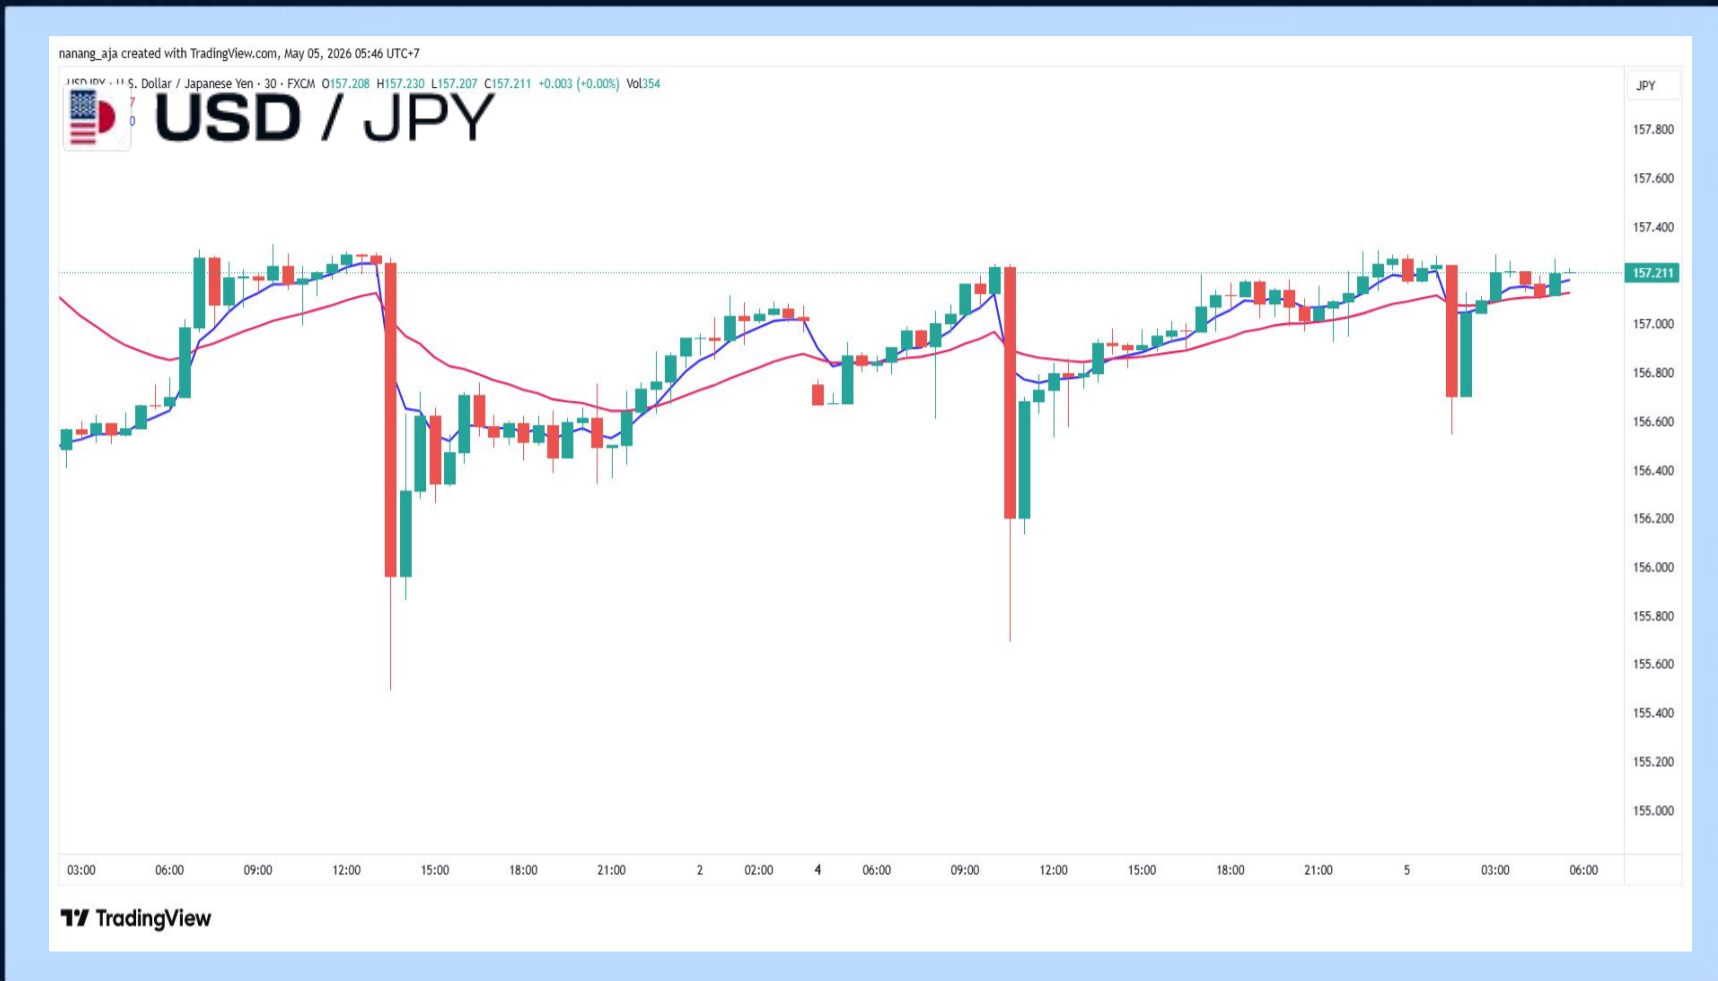 nanang_aja created with TradingView.com, May 05, 2026 05:46 UTC+7
S. Dollar / Japanese Yen · 30 · FXCM O157.208 H157.230 L157.207 C157.211 +0.003 (+0.00%) Vol354
7
0
USD / JPY
JPY
157.800
157.600
157.400
157.211
157.000
156.800
156.600
156.400
156.200
156.000
155.800
155.600
155.400
155.200
155.000
03:00 06:00 09:00 12:00 15:00 18:00 21:00 2 02:00 4 06:00 09:00 12:00 15:00 18:00 21:00 5 03:00 06:00
TradingView